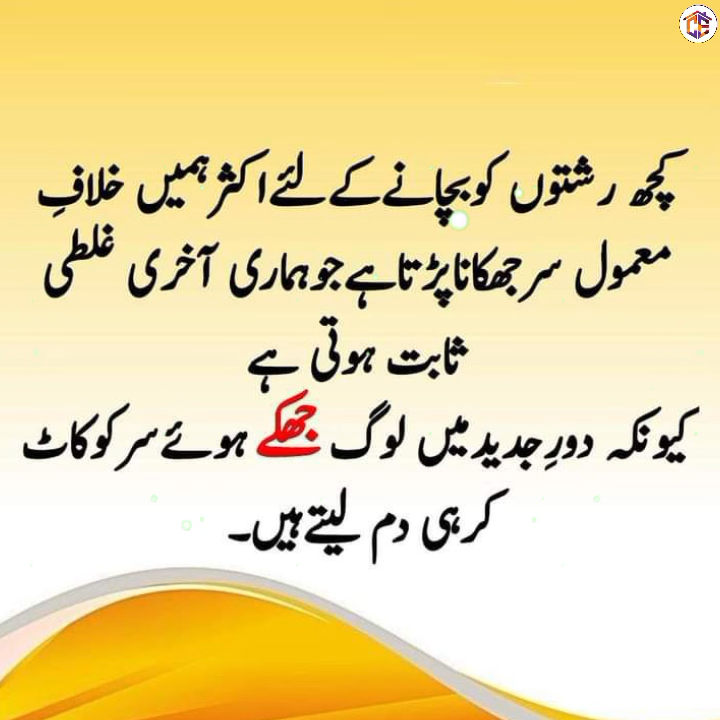 کچھ رشتوں کو بچانے کے لئے اکثر ہمیں خلافِ
معمول سر جھکانا پڑتا ہے جو ہماری آخری غلطی
ثابت ہوتی ہے
کیونکہ دورِ جدید میں لوگ جھکے ہوئے سر کو کاٹ
کر ہی دم لیتے ہیں۔